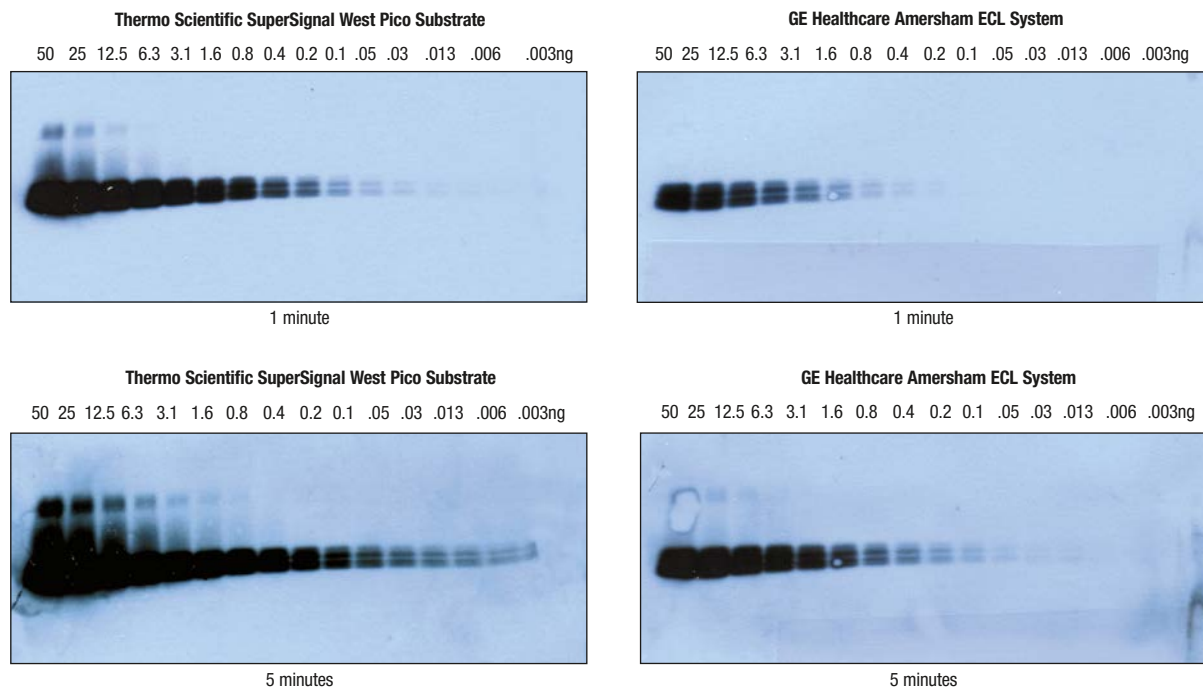 Thermo Scientific SuperSignal West Pico Substrate
50 25 12.5 6.3 3.1 1.6 0.8 0.4 0.2 0.1 .05 .03 .013 .006 .003ng
1 minute
GE Healthcare Amersham ECL System
50 25 12.5 6.3 3.1 1.6 0.8 0.4 0.2 0.1 .05 .03 .013 .006 .003ng
1 minute
Thermo Scientific SuperSignal West Pico Substrate
50 25 12.5 6.3 3.1 1.6 0.8 0.4 0.2 0.1 .05 .03 .013 .006 .003ng
5 minutes
GE Healthcare Amersham ECL System
50 25 12.5 6.3 3.1 1.6 0.8 0.4 0.2 0.1 .05 .03 .013 .006 .003ng
5 minutes